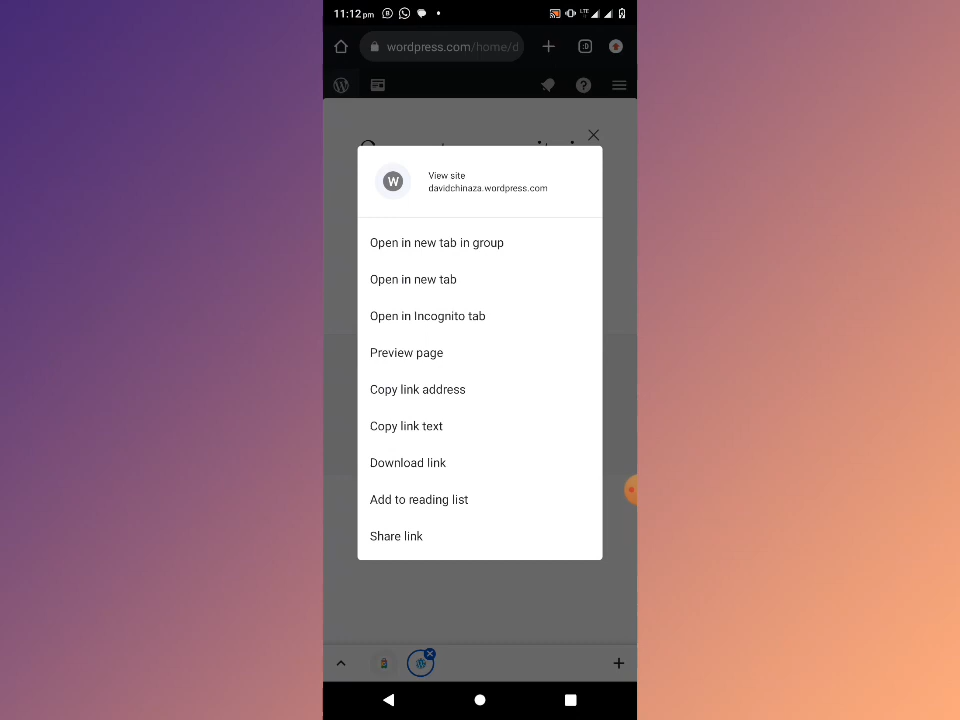 11:12pm
LTE
wordpress.com/home/d
:D
View site
W
davidchinaza.wordpress.com
Open in new tab in group
Open in new tab
Open in Incognito tab
Preview page
Copy link address
Copy link text
Download link
Add to reading list
Share link